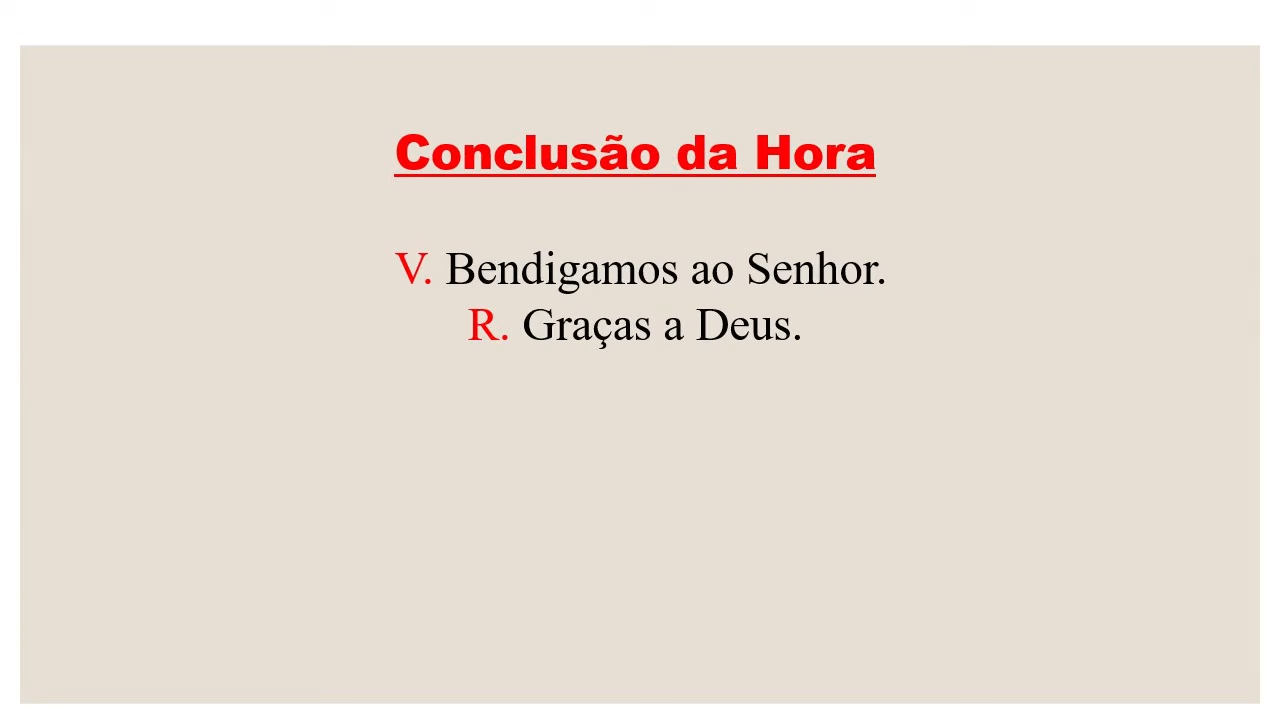 Conclusão da Hora
V. Bendigamos ao Senhor.
R. Graças a Deus.